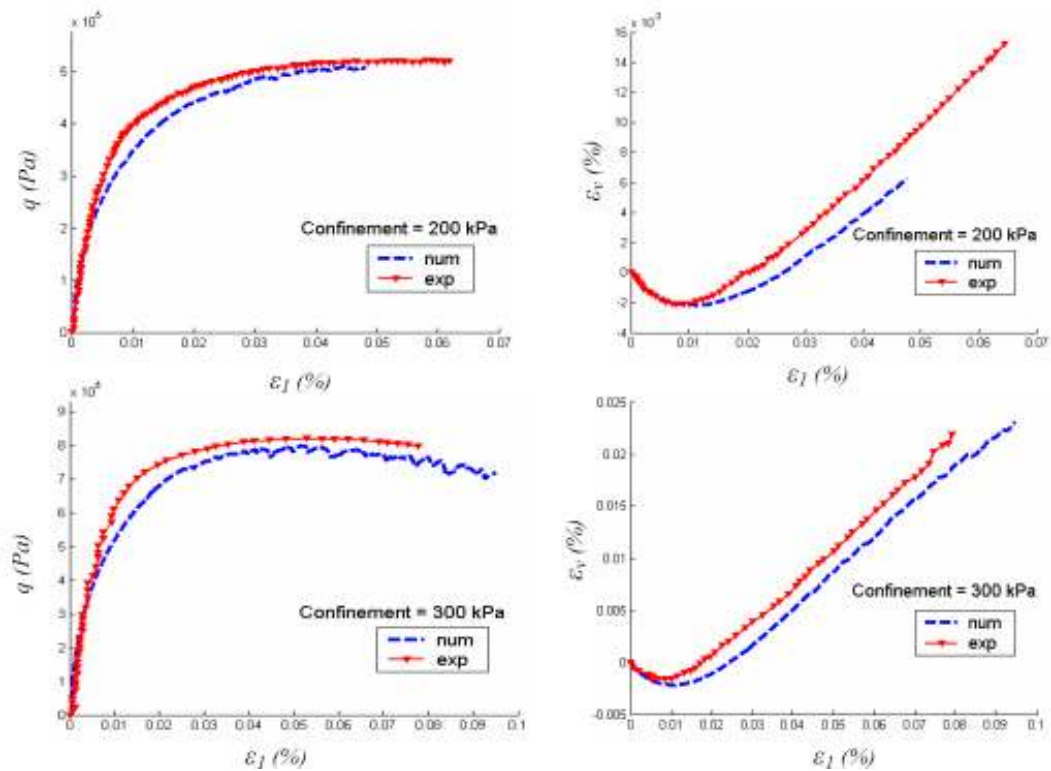 × 10⁵
5
4
3
2
1
0
q (Pa)
Confinement = 200 kPa
num
exp
0 0.01 0.02 0.03 0.04 0.05 0.06 0.07
ε1 (%)
× 10³
16
14
12
10
8
6
4
2
0
-2
-4
εv (%)
Confinement = 200 kPa
num
exp
0 0.01 0.02 0.03 0.04 0.05 0.06 0.07
ε1 (%)
9
8
7
6
5
4
3
2
1
0
q (Pa)
Confinement = 300 kPa
num
exp
0 0.01 0.02 0.03 0.04 0.05 0.06 0.07 0.08 0.09 0.1
ε1 (%)
0.025
0.02
0.015
0.01
0.005
0
-0.005
εv (%)
Confinement = 300 kPa
num
exp
0 0.01 0.02 0.03 0.04 0.05 0.06 0.07 0.08 0.09 0.1
ε1 (%)